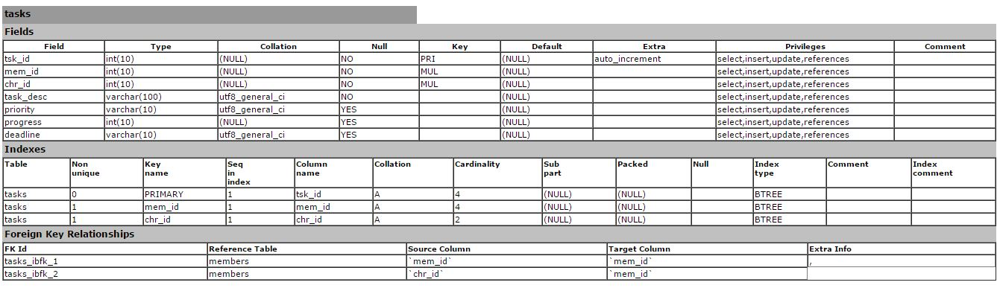 tasks
Fields
Field Type Collation Null Key Default Extra Privileges Comment
tsk_id int(10) (NULL) NO PRI (NULL) auto_increment select,insert,update,references
mem_id int(10) (NULL) NO MUL (NULL) select,insert,update,references
chr_id int(10) (NULL) NO MUL (NULL) select,insert,update,references
task_desc varchar(100) utf8_general_ci NO (NULL) select,insert,update,references
priority varchar(10) utf8_general_ci YES (NULL) select,insert,update,references
progress int(10) (NULL) YES (NULL) select,insert,update,references
deadline varchar(10) utf8_general_ci YES (NULL) select,insert,update,references
Indexes
Table Non unique Key name Seq in index Column name Collation Cardinality Sub part Packed Null Index type Comment Index comment
tasks 0 PRIMARY 1 tsk_id A 4 (NULL) (NULL) BTREE
tasks 1 mem_id 1 mem_id A 4 (NULL) (NULL) BTREE
tasks 1 chr_id 1 chr_id A 2 (NULL) (NULL) BTREE
Foreign Key Relationships
FK Id Reference Table Source Column Target Column Extra Info
tasks_ibfk_1 members `mem_id` `mem_id` ,
tasks_ibfk_2 members `chr_id` `mem_id`